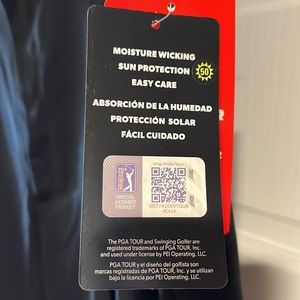 MOISTURE WICKING
SUN PROTECTION 50
EASY CARE
ABSORCIÓN DE LA HUMEDAD
PROTECCIÓN SOLAR
FÁCIL CUIDADO
OFFICIAL
LICENSED
PRODUCT
The PGA TOUR and Swinging Golfer are
registered trademarks of PGA TOUR, Inc.
and used under license by PEI Operating, LLC.
PGA TOUR y el diseño del golfista son
marcas registradas de PGA TOUR, Inc. y se utilizan
bajo la licencia por PEI Operating, LLC.